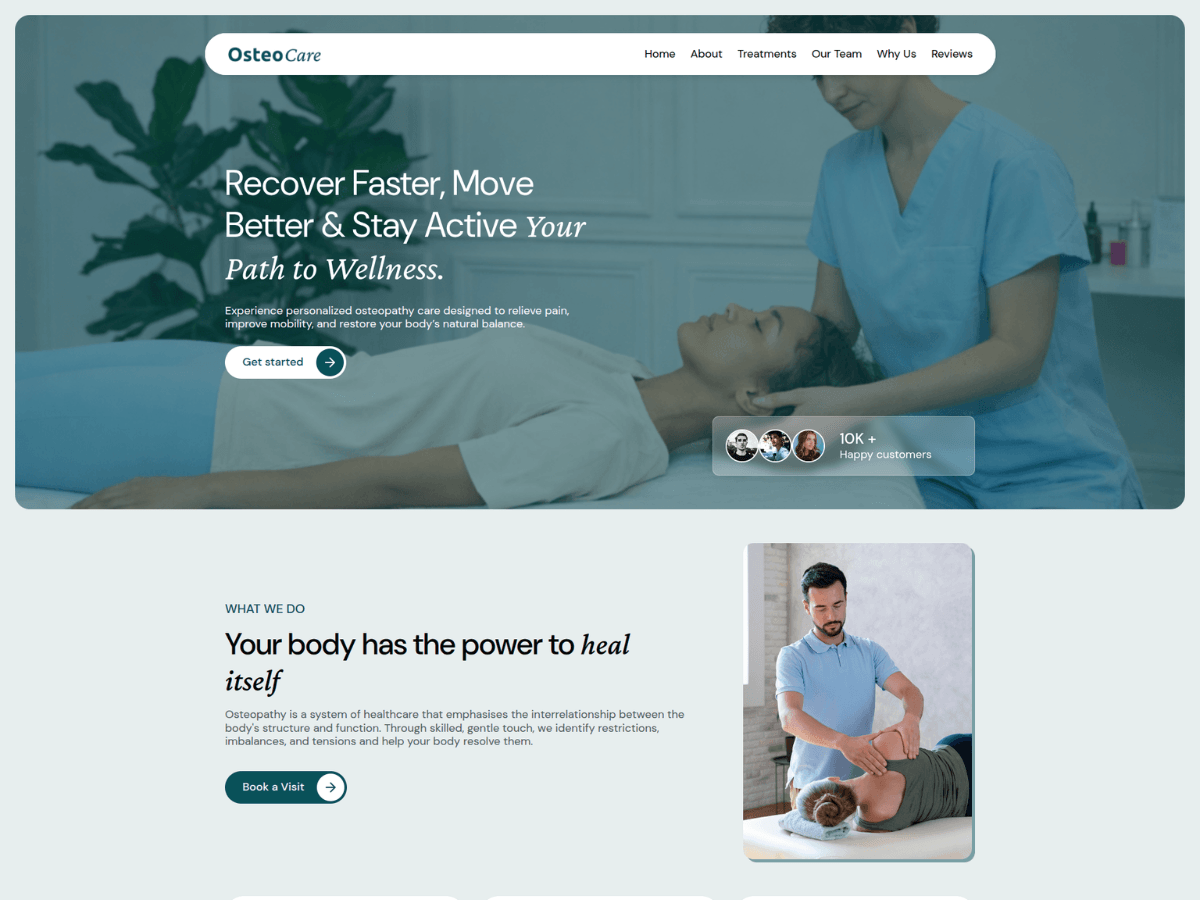 OsteoCare
Home About Treatments Our Team Why Us Reviews
Recover Faster, Move
Better & Stay Active Your
Path to Wellness.
Experience personalized osteopathy care designed to relieve pain,
improve mobility, and restore your body's natural balance.
Get started
10K +
Happy customers
WHAT WE DO
Your body has the power to heal
itself
Osteopathy is a system of healthcare that emphasises the interrelationship between the
body's structure and function. Through skilled, gentle touch, we identify restrictions,
imbalances, and tensions and help your body resolve them.
Book a Visit